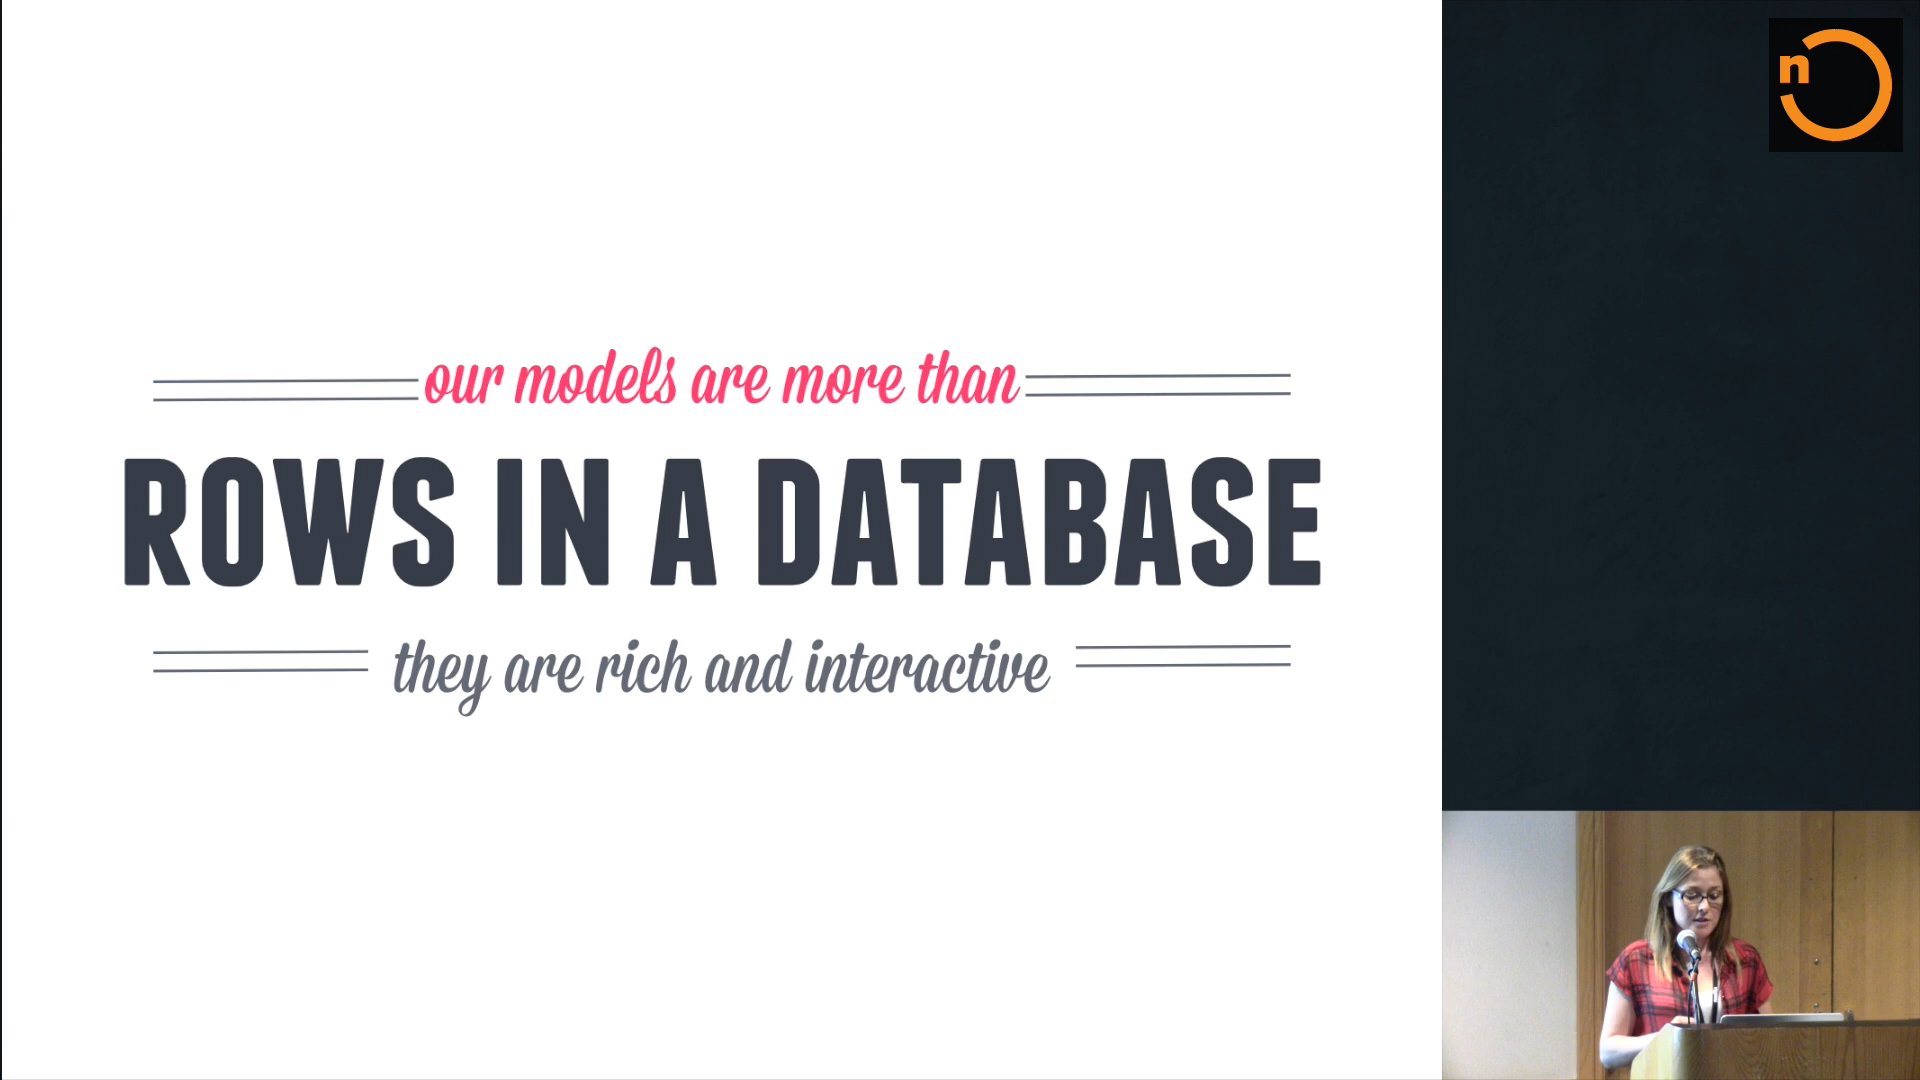 our models are more than
ROWS IN A DATABASE
they are rich and interactive
n